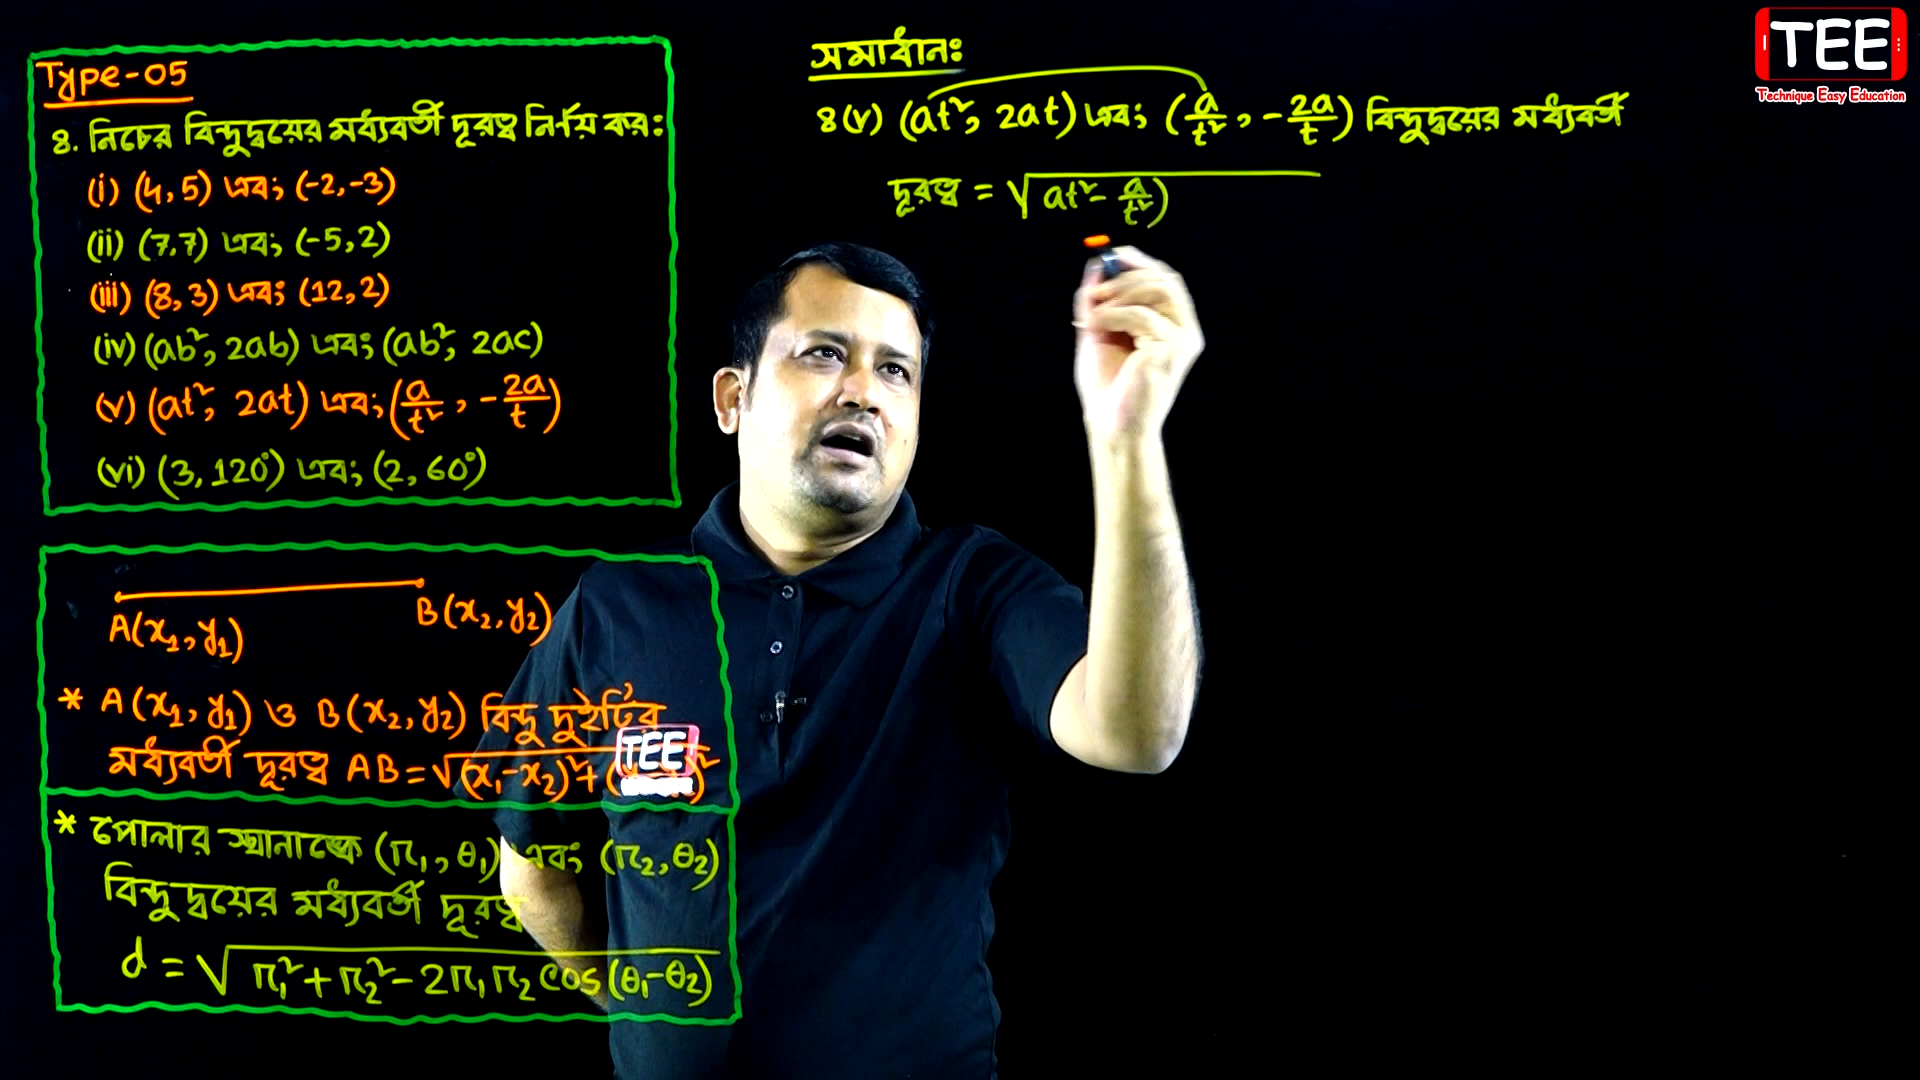 Type-05
8. নিচের বিন্দুদ্বয়ের মধ্যবর্তী দূরত্ব নির্ণয় কর:
(i) (4, 5) এবং (-2, -3)
(ii) (7, 7) এবং (-5, 2)
(iii) (8, 3) এবং (12, 2)
(iv) (ab², 2ab) এবং (ab², 2ac)
(v) (at², 2at) এবং (a/t², -2a/t)
(vi) (3, 120°) এবং (2, 60°)
A(x₁, y₁)
B(x₂, y₂)
* A(x₁, y₁) ও B(x₂, y₂) বিন্দু দুইটির
মধ্যবর্তী দূরত্ব AB = √(x₁-x₂)²+
* পোলার স্থানাঙ্কে (r₁, θ₁) এবং (r₂, θ₂)
বিন্দুদ্বয়ের মধ্যবর্তী দূরত্ব
d = √r₁²+r₂²-2r₁r₂cos(θ₁-θ₂)
সমাধানঃ
8(v) (at², 2at) এবং (a/t², -2a/t) বিন্দুদ্বয়ের মধ্যবর্তী
দূরত্ব = √at²-a/t²)
TEE
Technique Easy Education
TEE